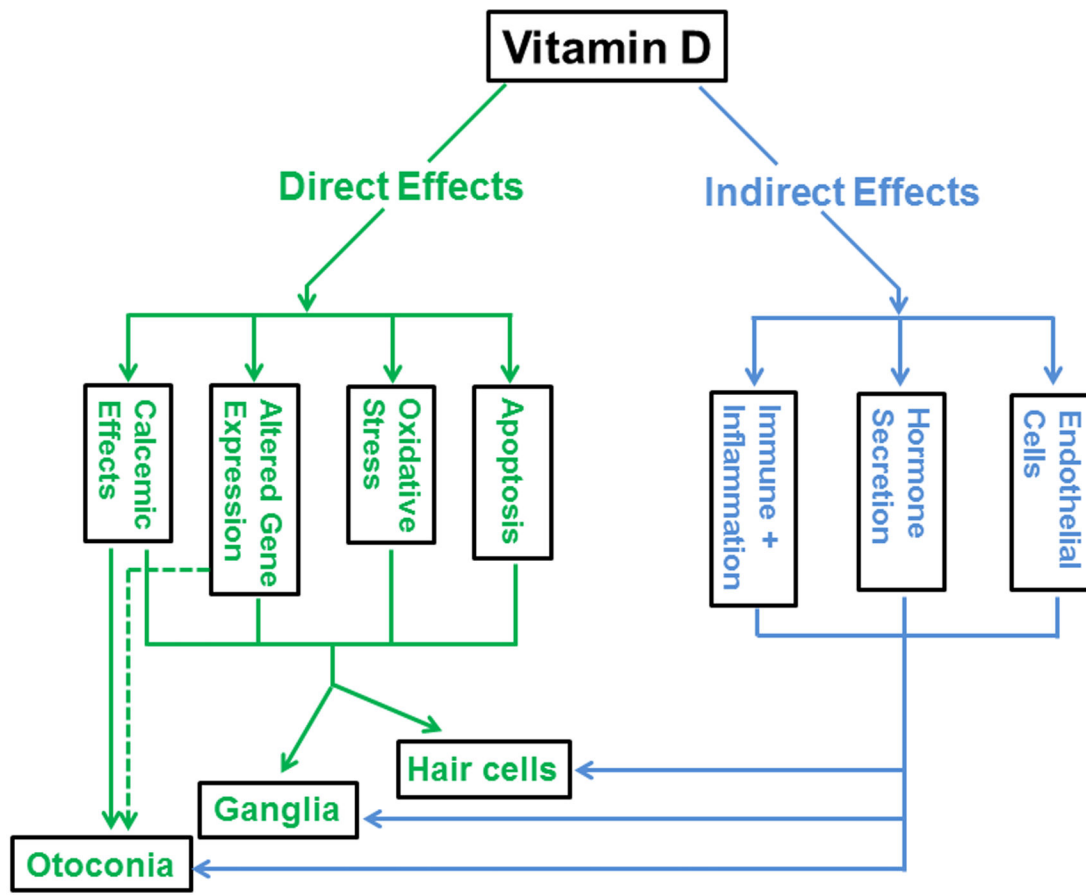 Vitamin D
Direct Effects
Indirect Effects
Calcemic
Effects
Altered Gene
Expression
Oxidative
Stress
Apoptosis
Immune +
Inflammation
Hormone
Secretion
Endothelial
Cells
Hair cells
Ganglia
Otoconia